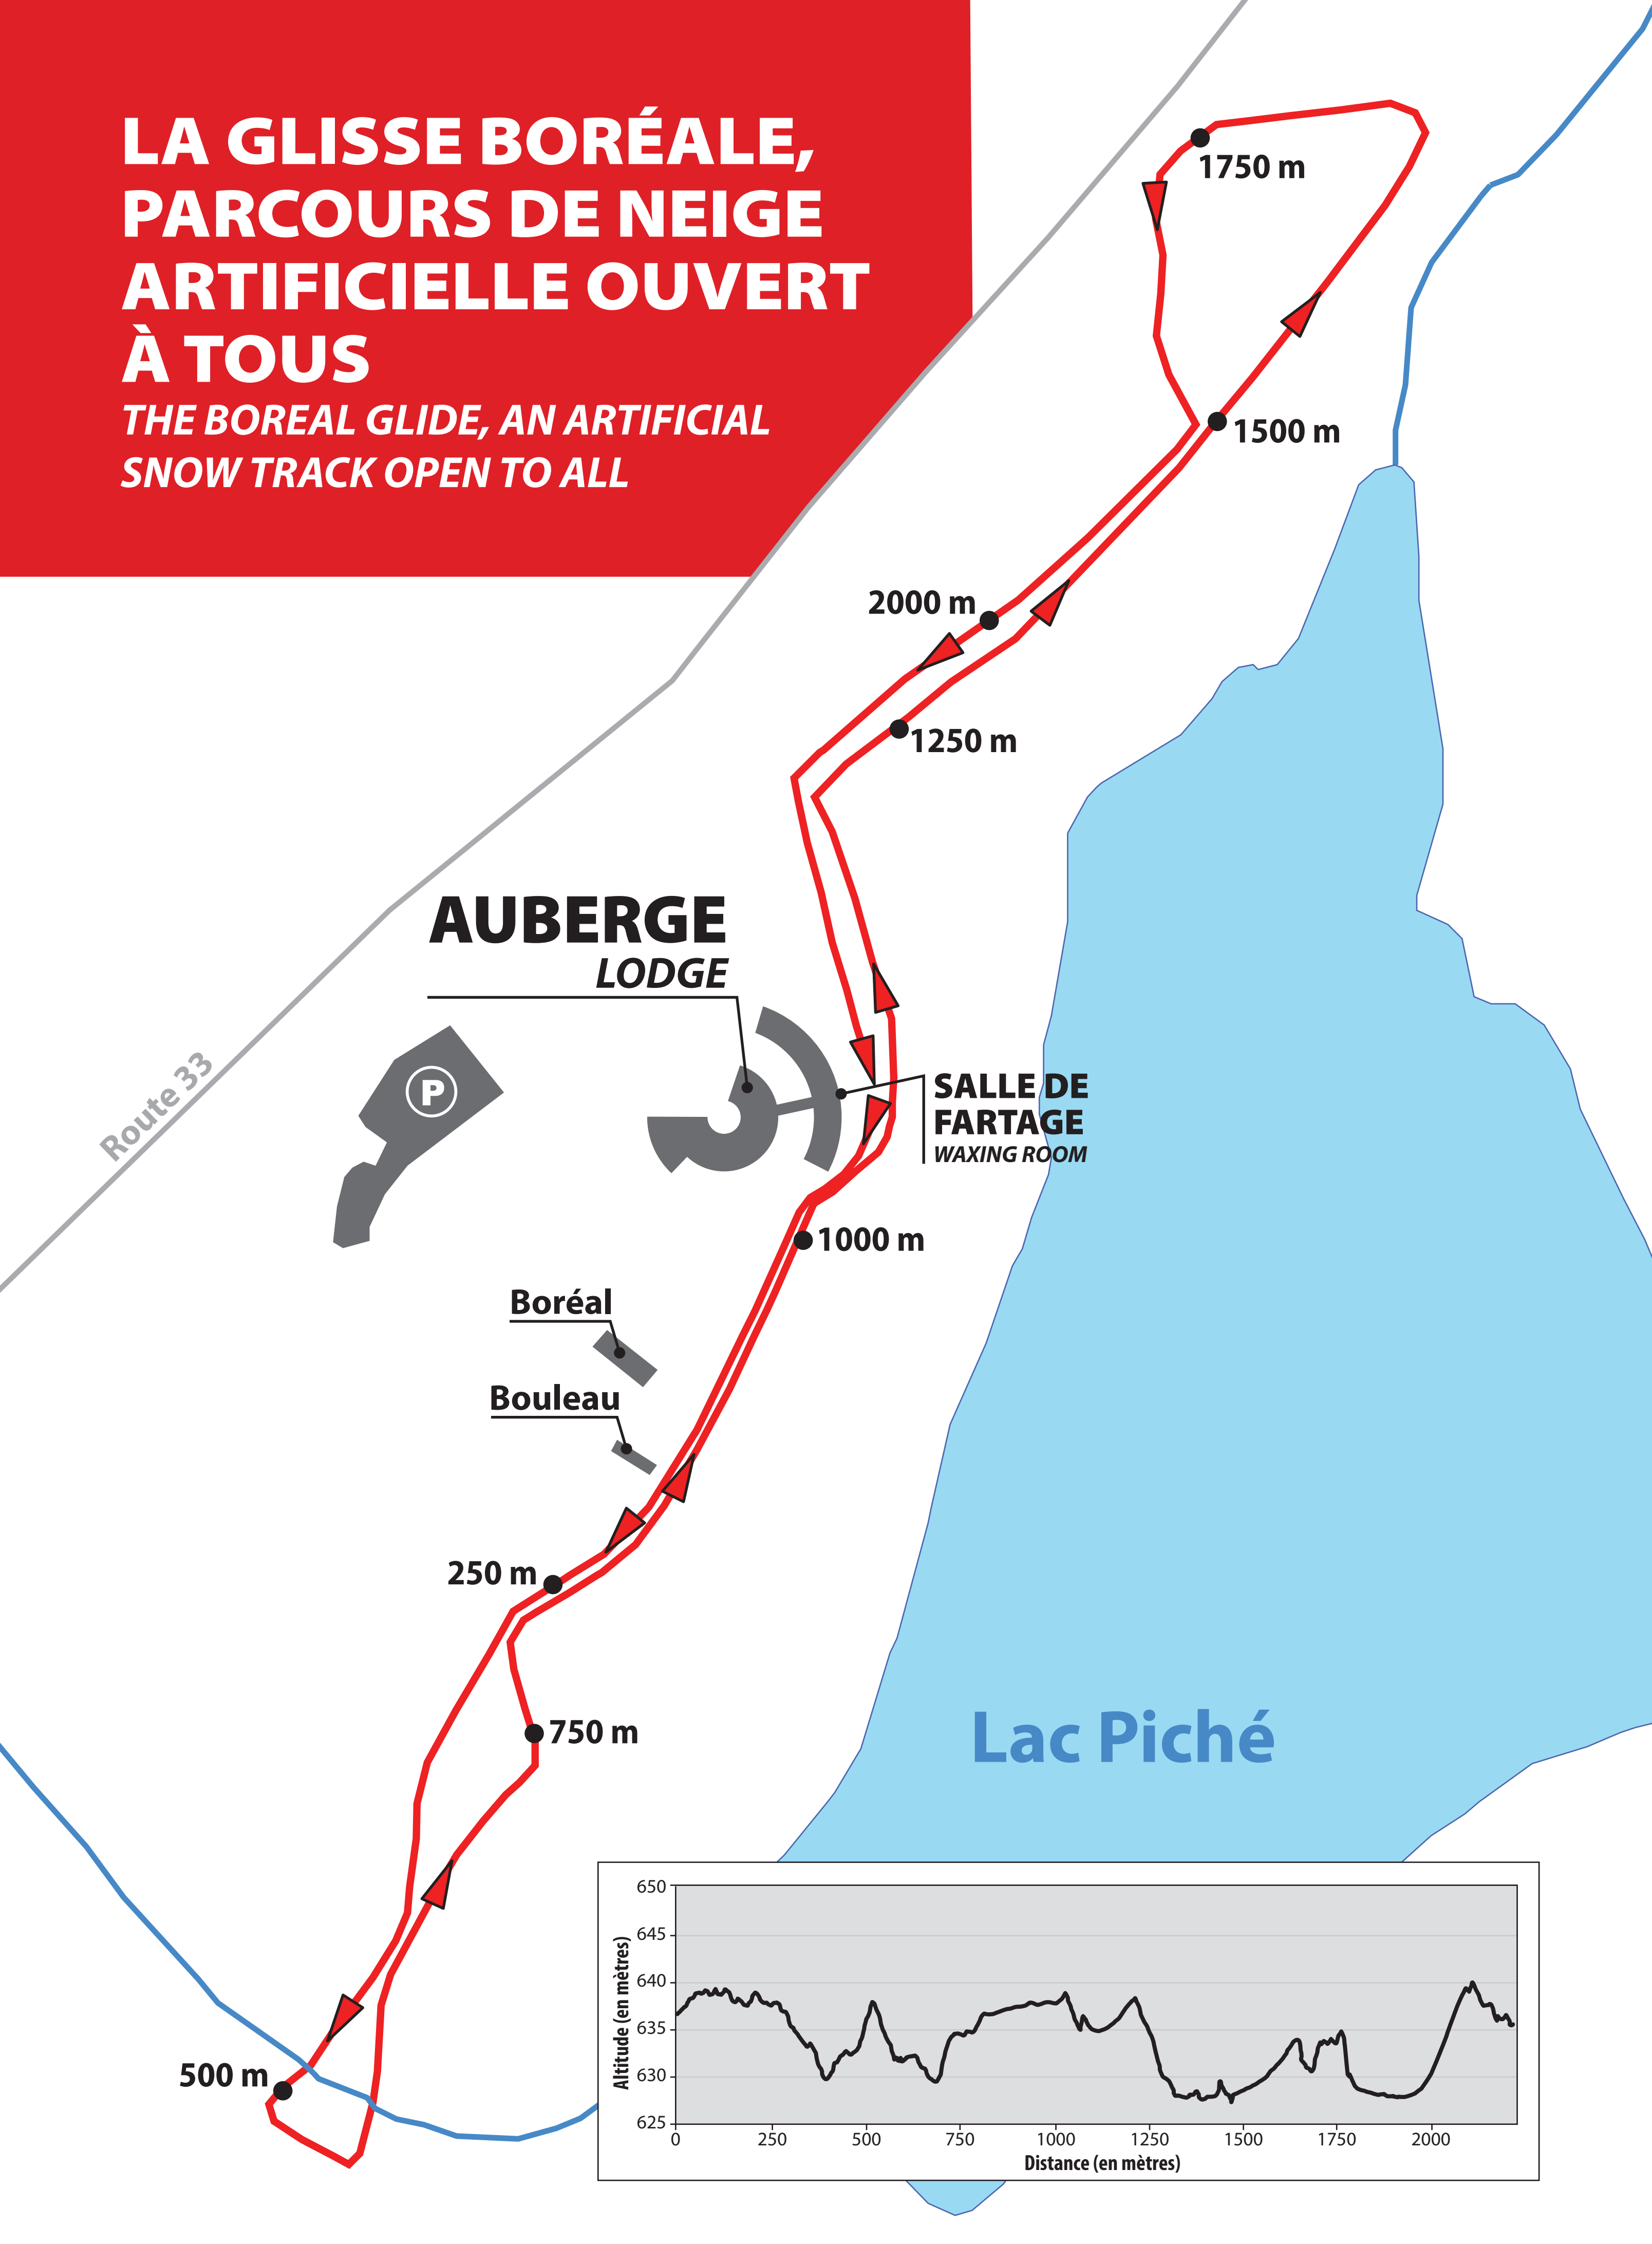 LA GLISSE BORÉALE,
PARCOURS DE NEIGE
ARTIFICIELLE OUVERT
À TOUS
THE BOREAL GLIDE, AN ARTIFICIAL
SNOW TRACK OPEN TO ALL
1750 m
1500 m
2000 m
1250 m
AUBERGE
LODGE
Route 33
P
SALLE DE
FARTAGE
WAXING ROOM
1000 m
Boréal
Bouleau
250 m
750 m
Lac Piché
500 m
Altitude (en mètres)
650
645
640
635
630
625
0 250 500 750 1000 1250 1500 1750 2000
Distance (en mètres)